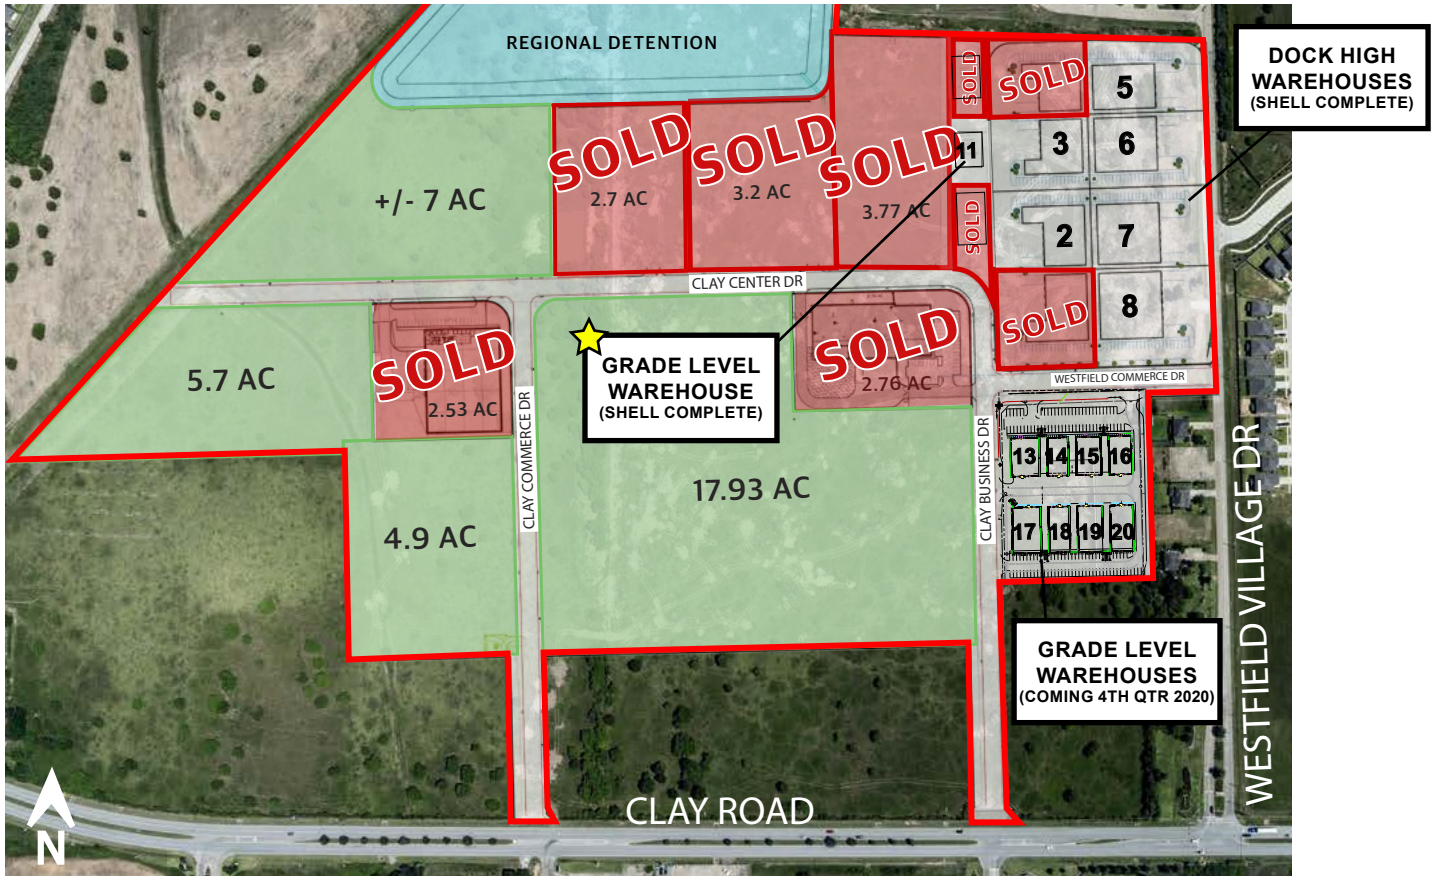 REGIONAL DETENTION
DOCK HIGH
WAREHOUSES
(SHELL COMPLETE)
SOLD
SOLD
5
SOLD
2.7 AC
SOLD
3.2 AC
SOLD
3.77 AC
11
3
6
+/- 7 AC
SOLD
2
7
CLAY CENTER DR
SOLD
8
SOLD
2.53 AC
SOLD
2.76 AC
5.7 AC
GRADE LEVEL
WAREHOUSE
(SHELL COMPLETE)
WESTFIELD COMMERCE DR
CLAY COMMERCE DR
CLAY BUSINESS DR
13 14 15 16
17 18 19 20
17.93 AC
4.9 AC
GRADE LEVEL
WAREHOUSES
(COMING 4TH QTR 2020)
WESTFIELD VILLAGE DR
CLAY ROAD
N